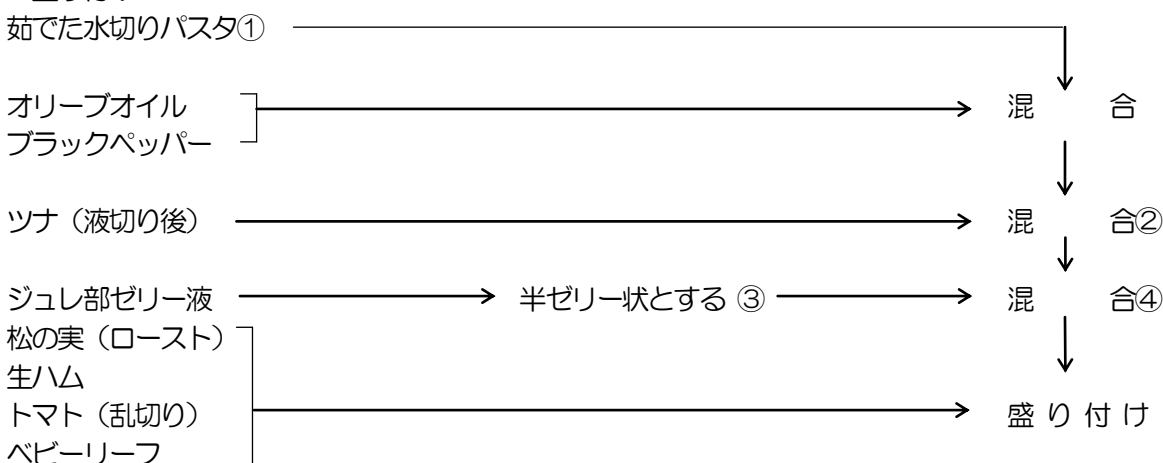 茹でた水切りパスタ①
オリーブオイル 混 合
ブラックペッパー
ツナ（液切り後） 混 合②
ジュレ部ゼリー液 半ゼリー状とする ③ 混 合④
松の実（ロースト）
生ハム
トマト（乱切り） 盛 り 付 け
ベビーリーフ